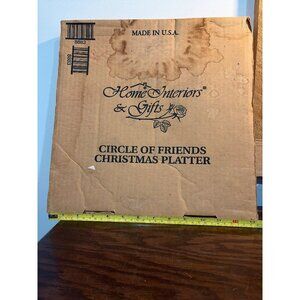 MADE IN U.S.A.
Home Interiors®
& Gifts
CIRCLE OF FRIENDS
CHRISTMAS PLATTER